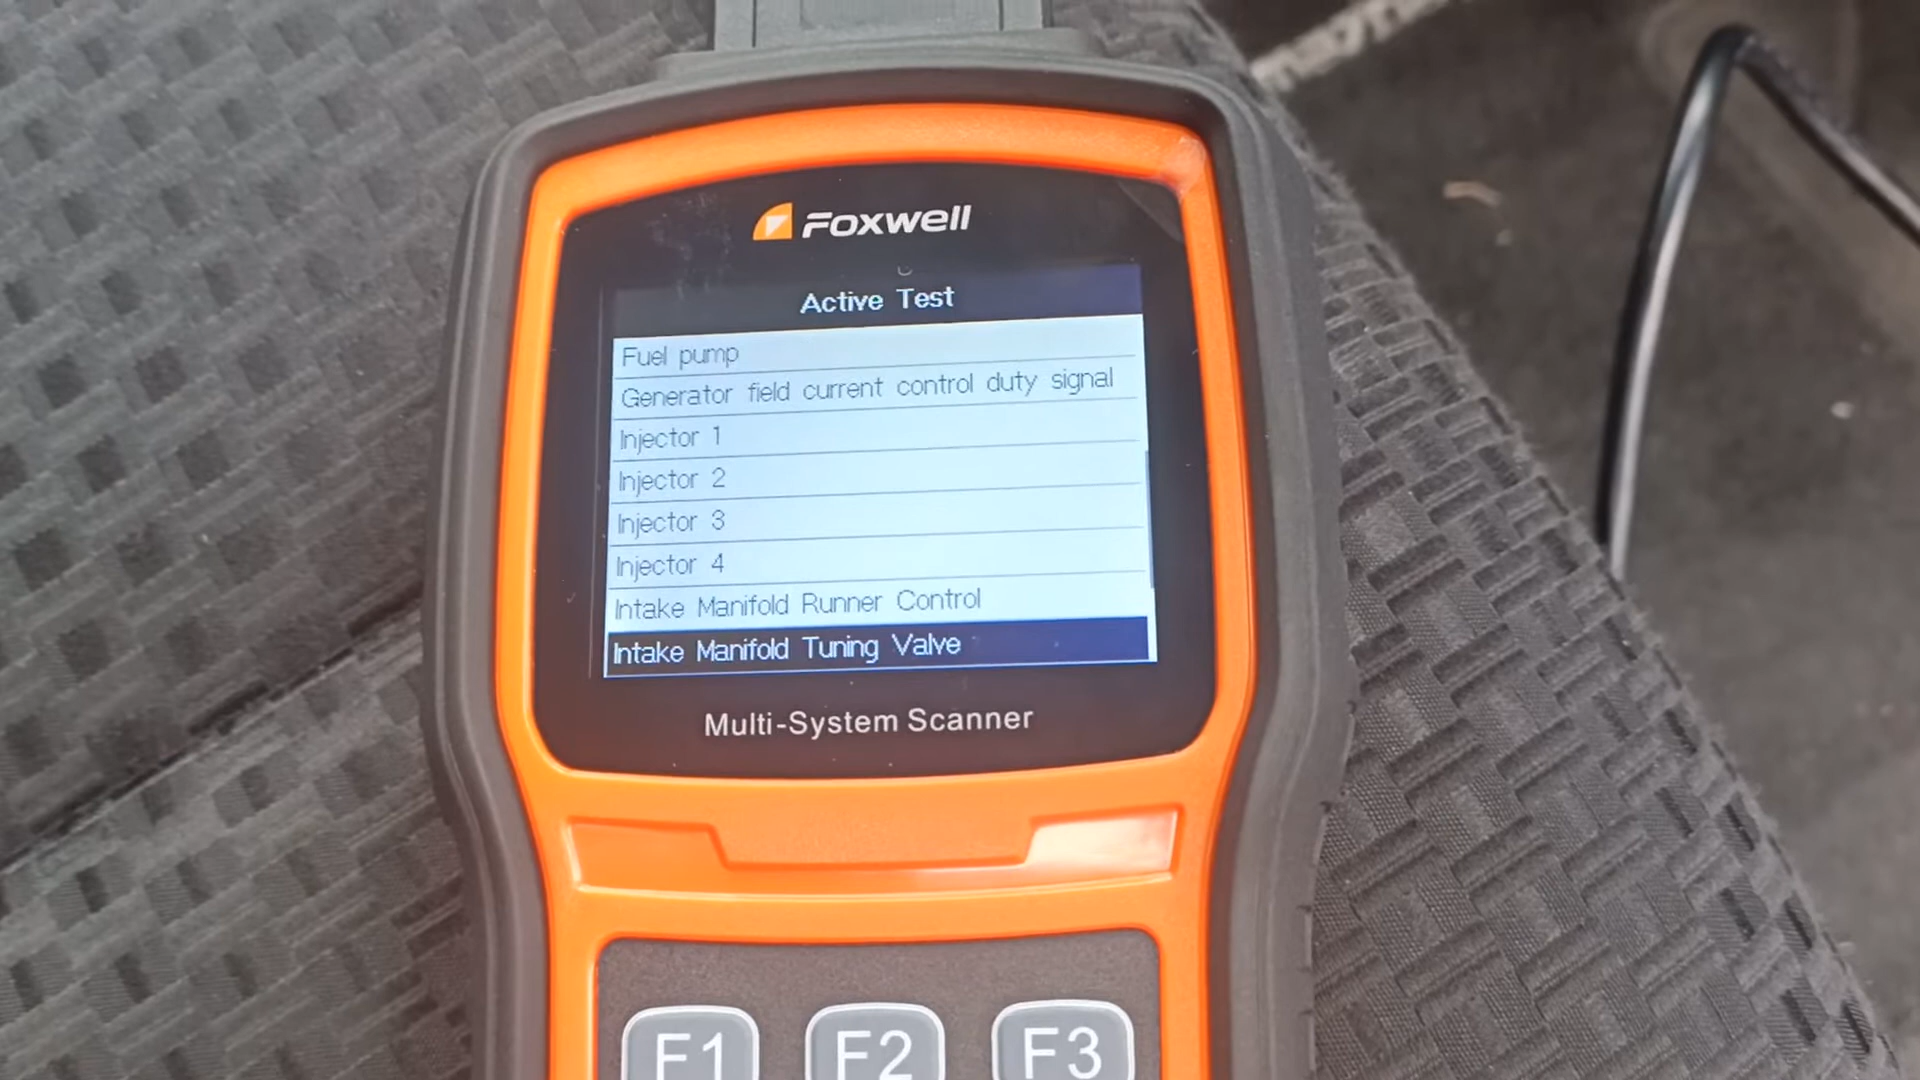 FOXWELL
Active Test
Fuel pump
Generator field current control duty signal
Injector 1
Injector 2
Injector 3
Injector 4
Intake Manifold Runner Control
Intake Manifold Tuning Valve
Multi-System Scanner
F1 F2 F3